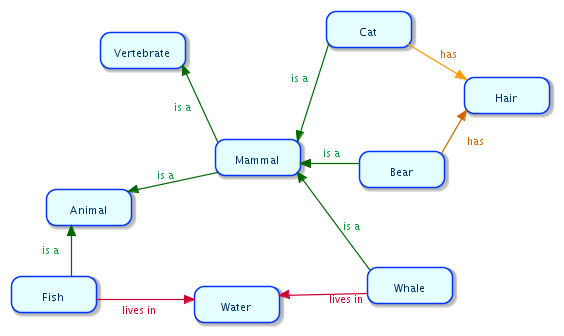 Cat
Vertebrate
has
is a
Hair
is a
has
is a
Mammal
Bear
is a
Animal
is a
is a
Whale
Fish
Water
lives in
lives in